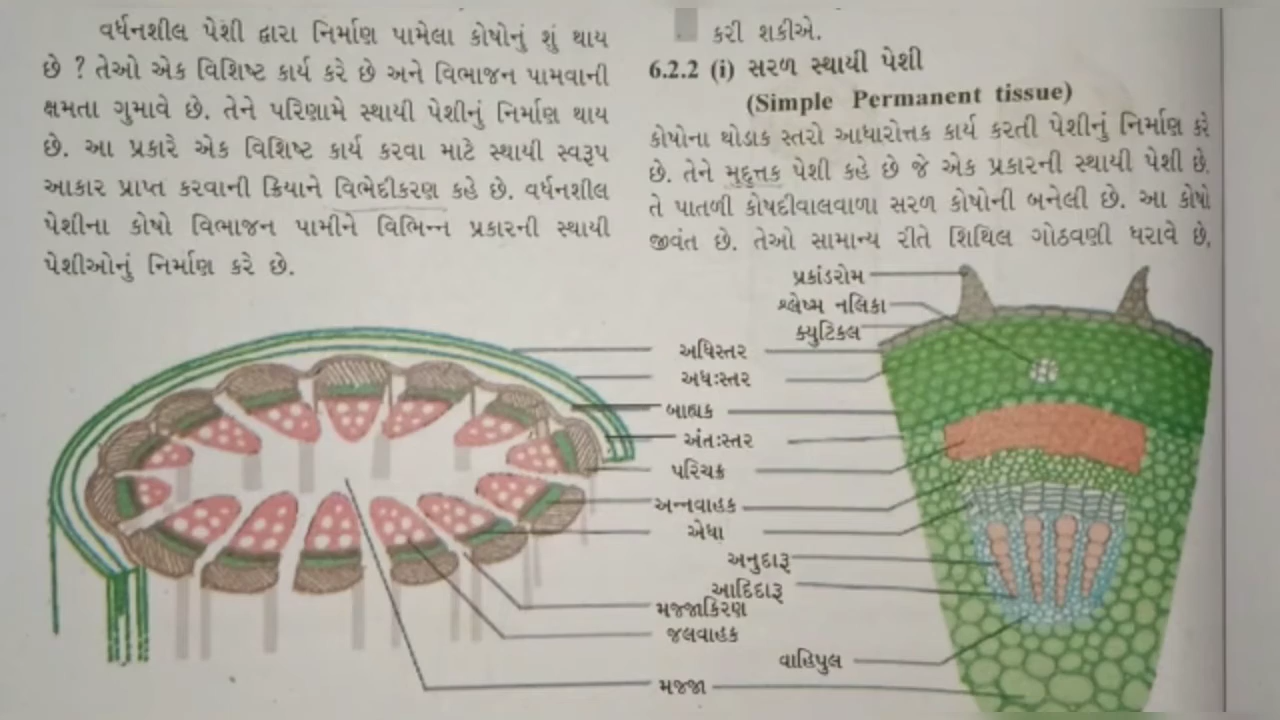 વર્ધનશીલ પેશી દ્વારા નિર્માણ પામેલા કોષોનું શું થાય
છે ? તેઓ એક વિશિષ્ટ કાર્ય કરે છે અને વિભાજન પામવાની
ક્ષમતા ગુમાવે છે. તેને પરિણામે સ્થાયી પેશીનું નિર્માણ થાય
છે. આ પ્રકારે એક વિશિષ્ટ કાર્ય કરવા માટે સ્થાયી સ્વરૂપ
આકાર પ્રાપ્ત કરવાની ક્રિયાને વિભેદીકરણ કહે છે. વર્ધનશીલ
પેશીના કોષો વિભાજન પામીને વિભિન્ન પ્રકારની સ્થાયી
પેશીઓનું નિર્માણ કરે છે.
કરી શકીએ.
6.2.2 (i) સરળ સ્થાયી પેશી
(Simple Permanent tissue)
કોષોના થોડાક સ્તરો આધારોત્તક કાર્ય કરતી પેશીનું નિર્માણ કરે
છે. તેને મૃદુત્તક પેશી કહે છે જે એક પ્રકારની સ્થાયી પેશી છે.
તે પાતળી કોષદીવાલવાળા સરળ કોષોની બનેલી છે. આ કોષો
જીવંત છે. તેઓ સામાન્ય રીતે શિથિલ ગોઠવણી ધરાવે છે,
પ્રકાંડરોમ
શ્લેષ્મ નલિકા
ક્યુટિકલ
અધિસ્તર
અધઃસ્તર
બાહ્યક
અંતઃસ્તર
પરિચક્ર
અન્નવાહક
એધા
અનુદારૂ
આદિદારૂ
મજ્જાકિરણ
જલવાહક
વાહિપુલ
મજ્જા